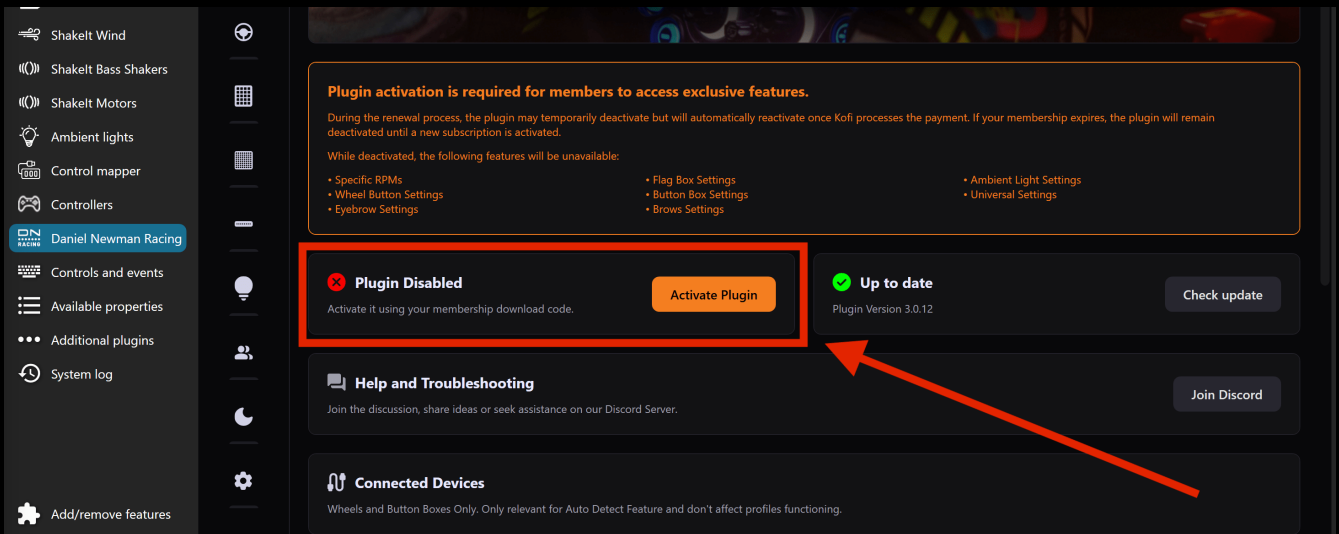 ShakeIt Wind
ShakeIt Bass Shakers
ShakeIt Motors
Ambient lights
Control mapper
Controllers
DN
RACING
Daniel Newman Racing
Controls and events
Available properties
Additional plugins
System log
Add/remove features
Plugin activation is required for members to access exclusive features.
During the renewal process, the plugin may temporarily deactivate but will automatically reactivate once Kofi processes the payment. If your membership expires, the plugin will remain
deactivated until a new subscription is activated.
While deactivated, the following features will be unavailable:
• Specific RPMs
• Wheel Button Settings
• Eyebrow Settings
• Flag Box Settings
• Button Box Settings
• Brows Settings
• Ambient Light Settings
• Universal Settings
Plugin Disabled
Activate it using your membership download code.
Activate Plugin
Up to date
Plugin Version 3.0.12
Check update
Help and Troubleshooting
Join the discussion, share ideas or seek assistance on our Discord Server.
Join Discord
Connected Devices
Wheels and Button Boxes Only. Only relevant for Auto Detect Feature and don't affect profiles functioning.